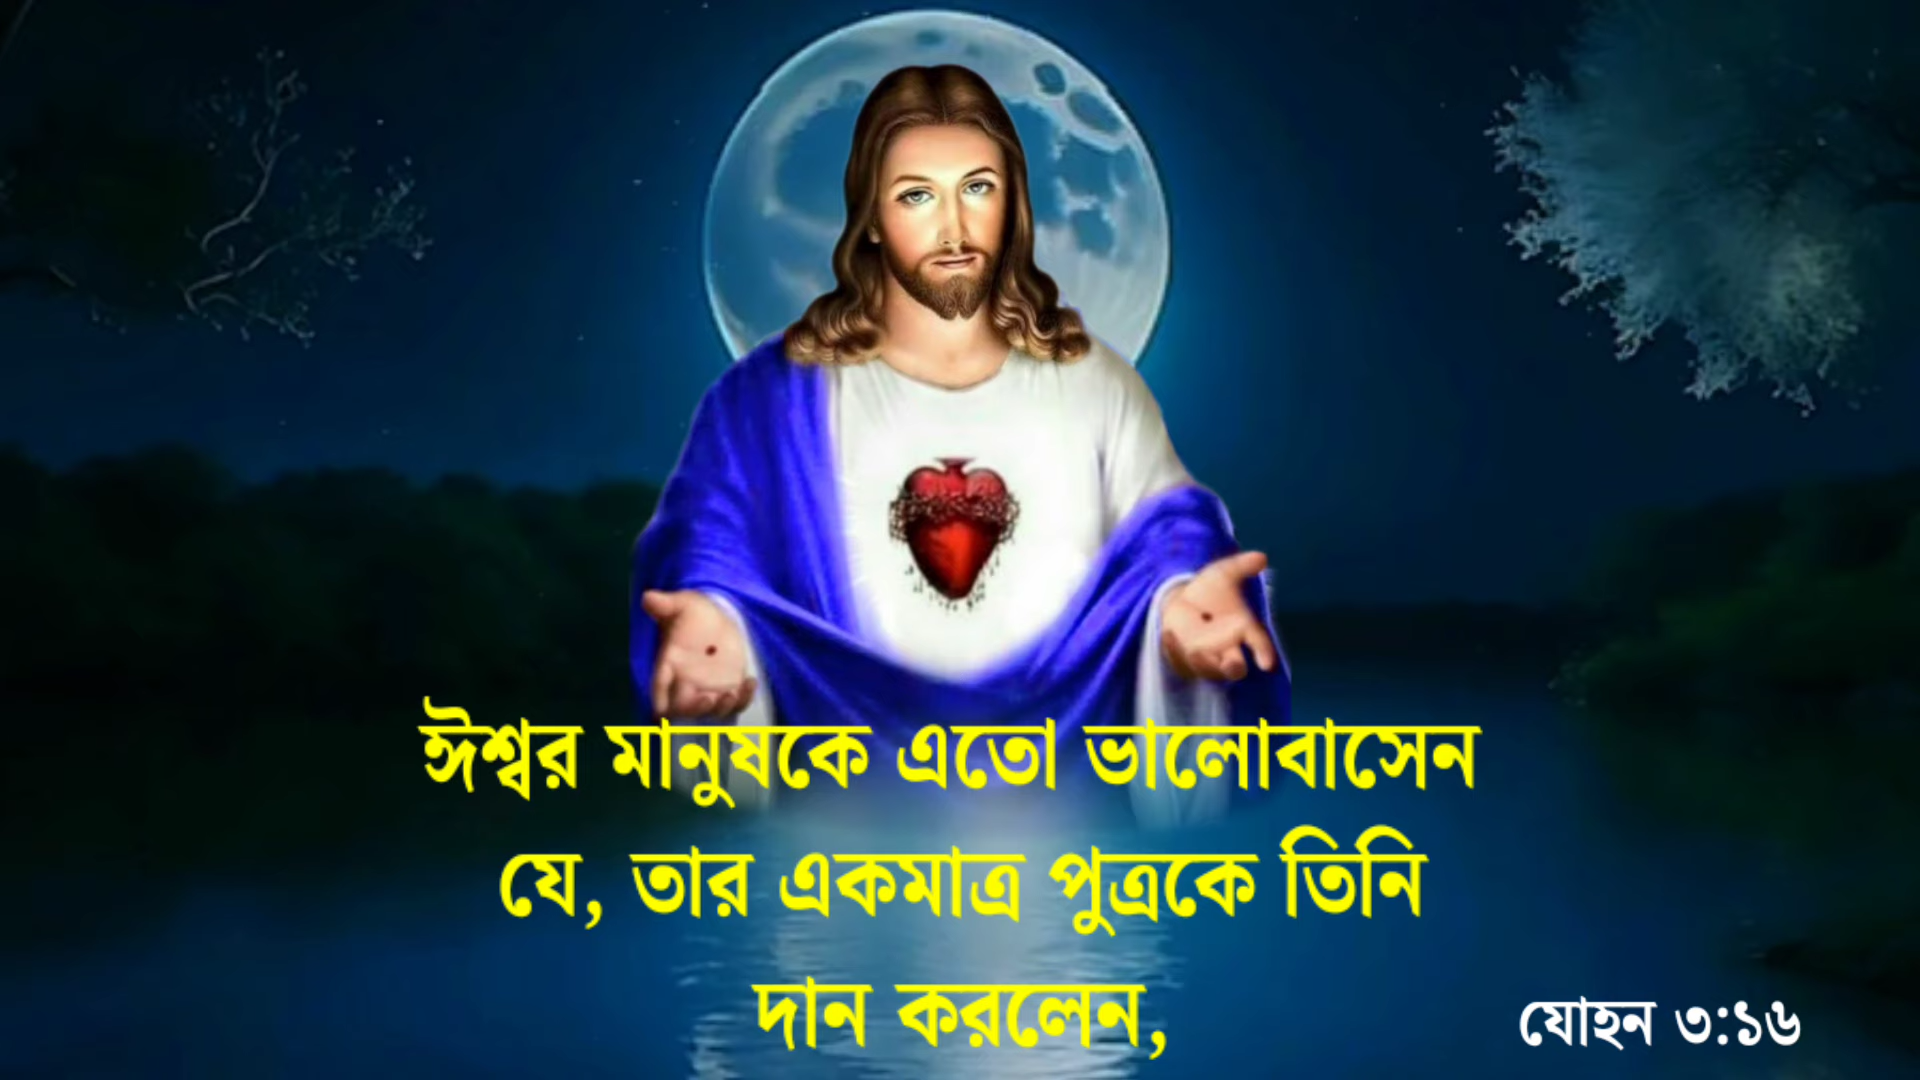 ঈশ্বর মানুষকে এতো ভালোবাসেন
যে, তার একমাত্র পুত্রকে তিনি
দান করলেন,
যোহন ৩:১৬